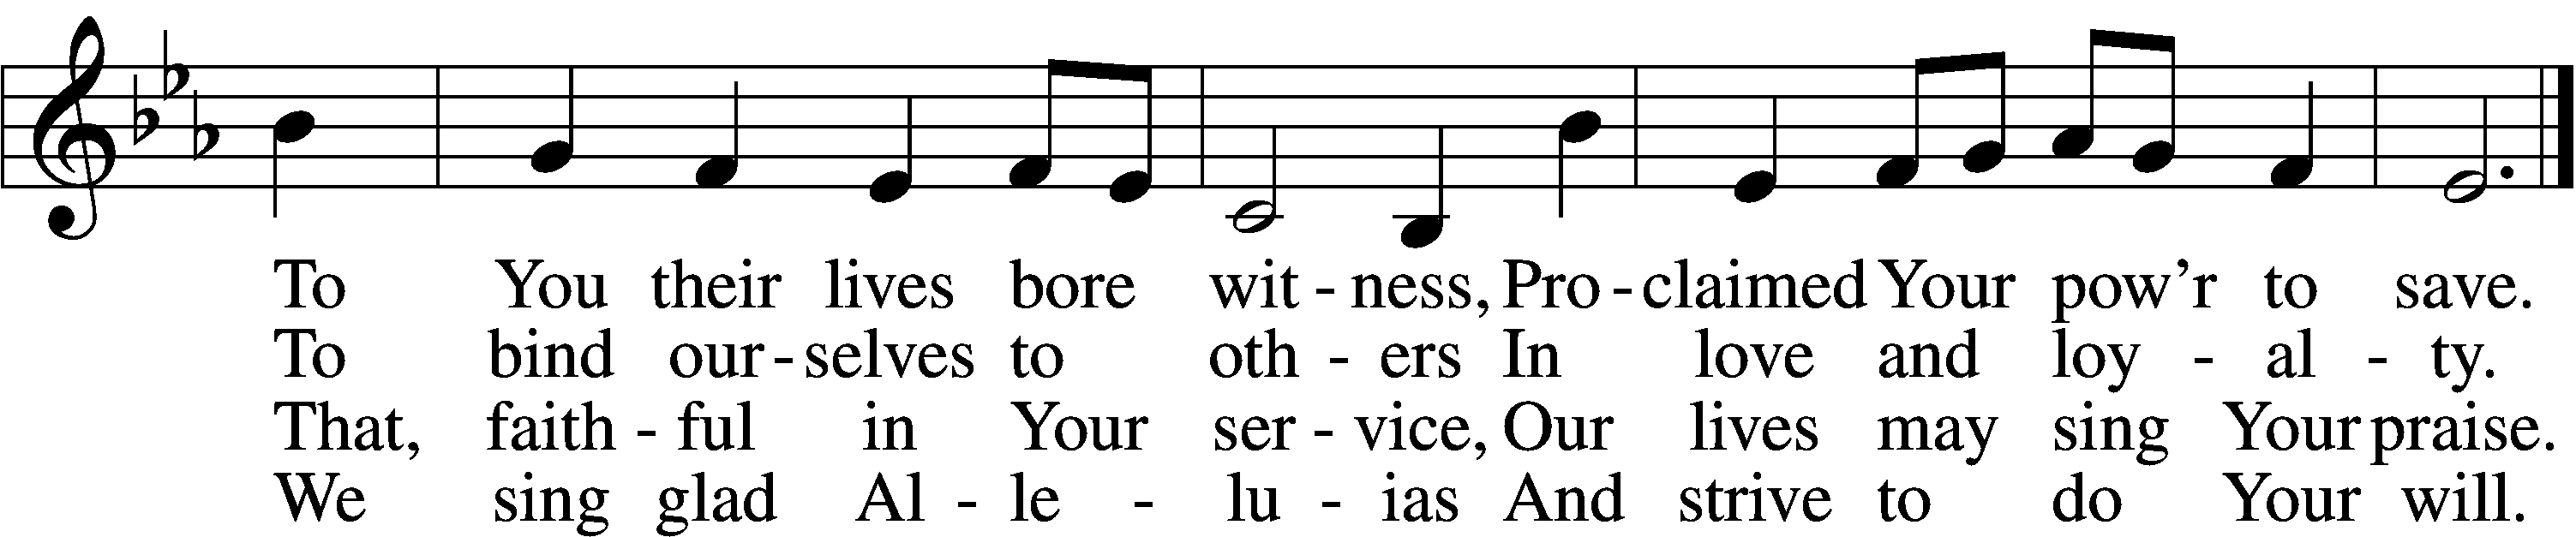 To You their lives bore wit - ness, Pro - claimed Your pow’r to save.
To bind our - selves to oth - ers In love and loy - al - ty.
That, faith - ful in Your ser - vice, Our lives may sing Your praise.
We sing glad Al - le - lu - ias And strive to do Your will.